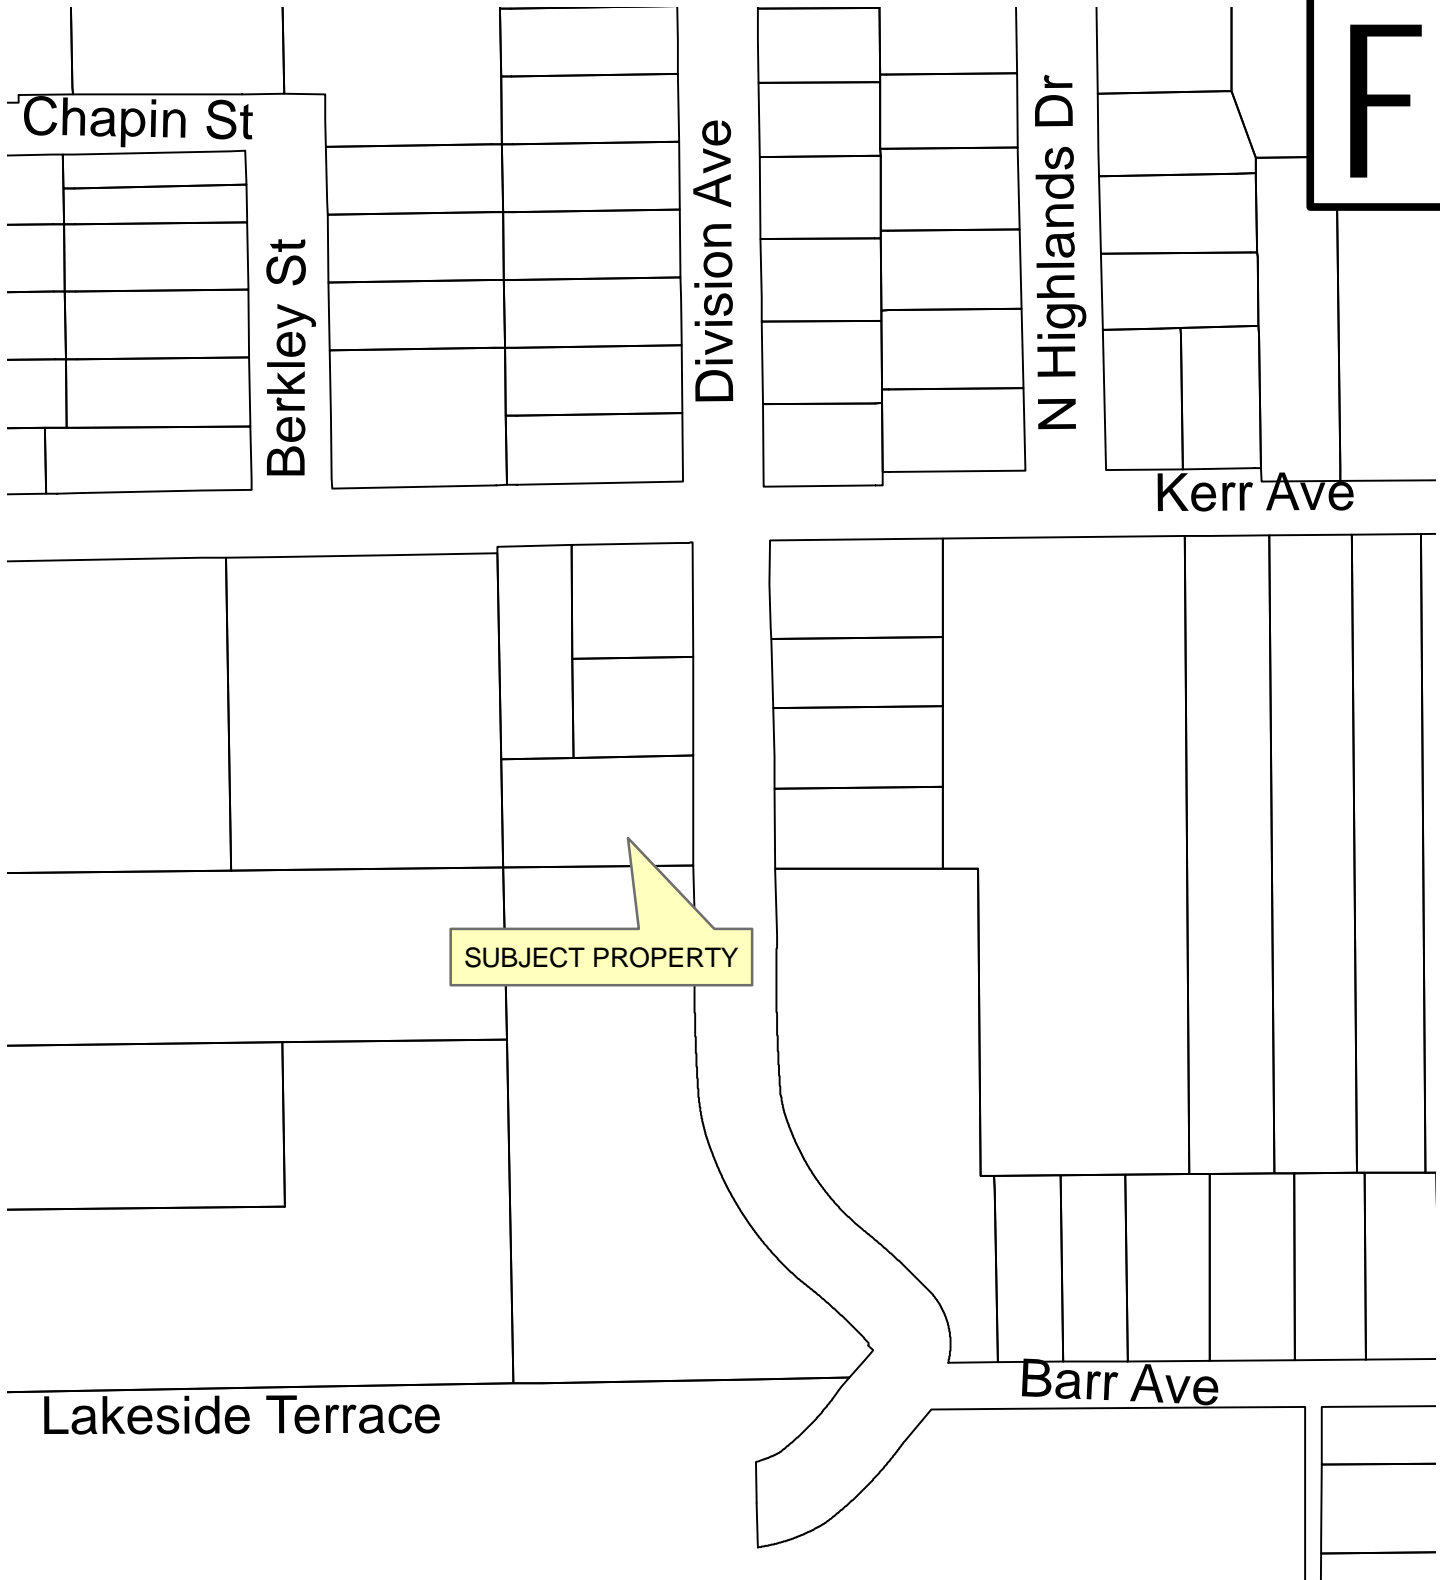 F
Chapin St
Berkley St
Division Ave
N Highlands Dr
Kerr Ave
SUBJECT PROPERTY
Barr Ave
Lakeside Terrace